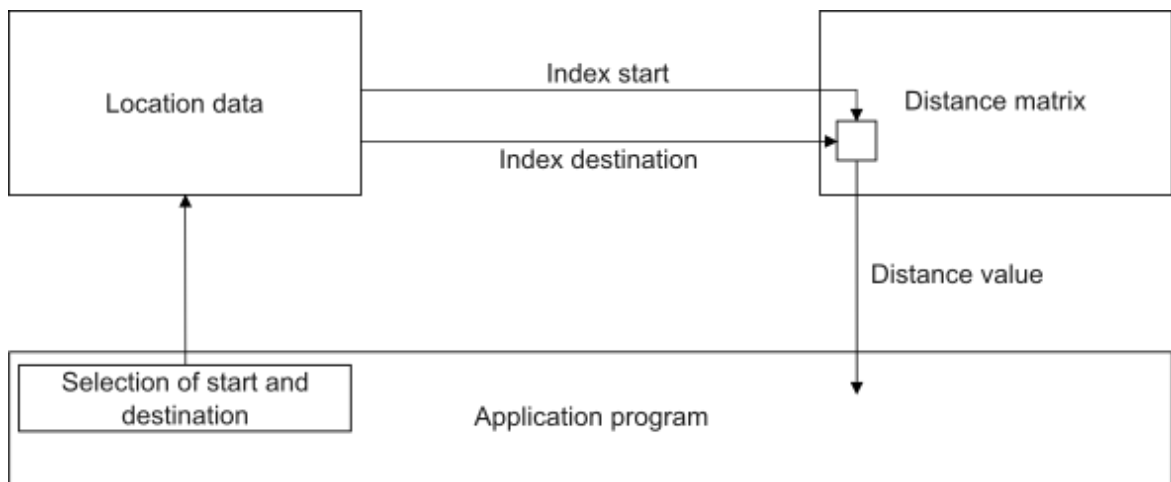 Location data
Index start
Index destination
Distance matrix
Distance value
Selection of start and
destination
Application program